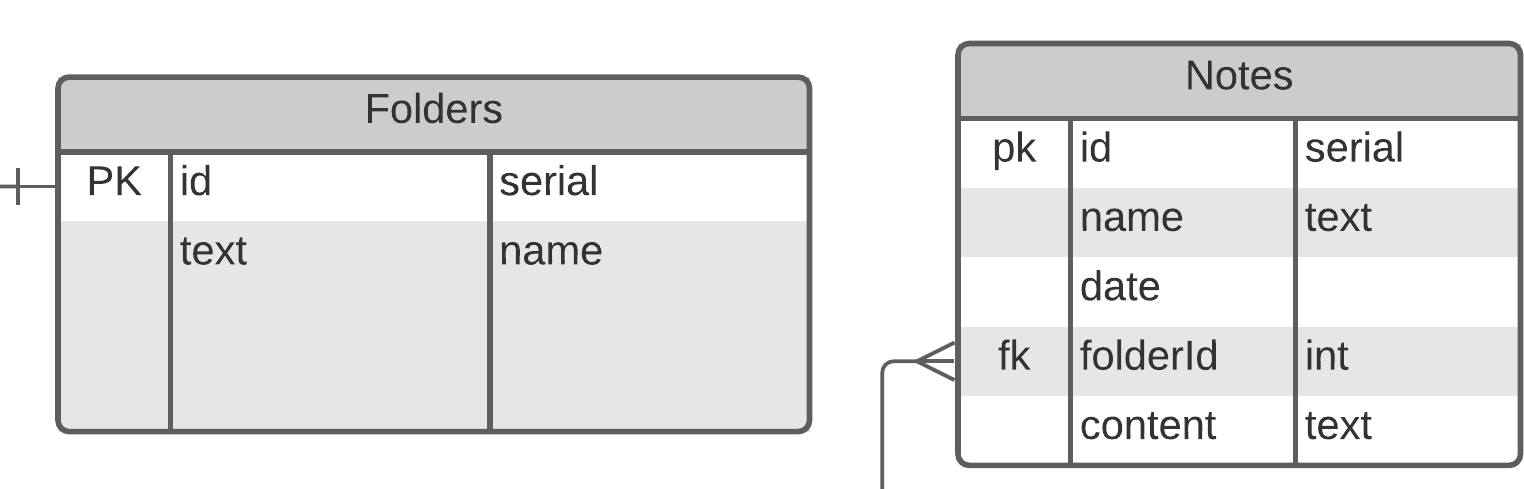 Folders
PK id serial
text name
Notes
pk id serial
name text
date
fk folderId int
content text